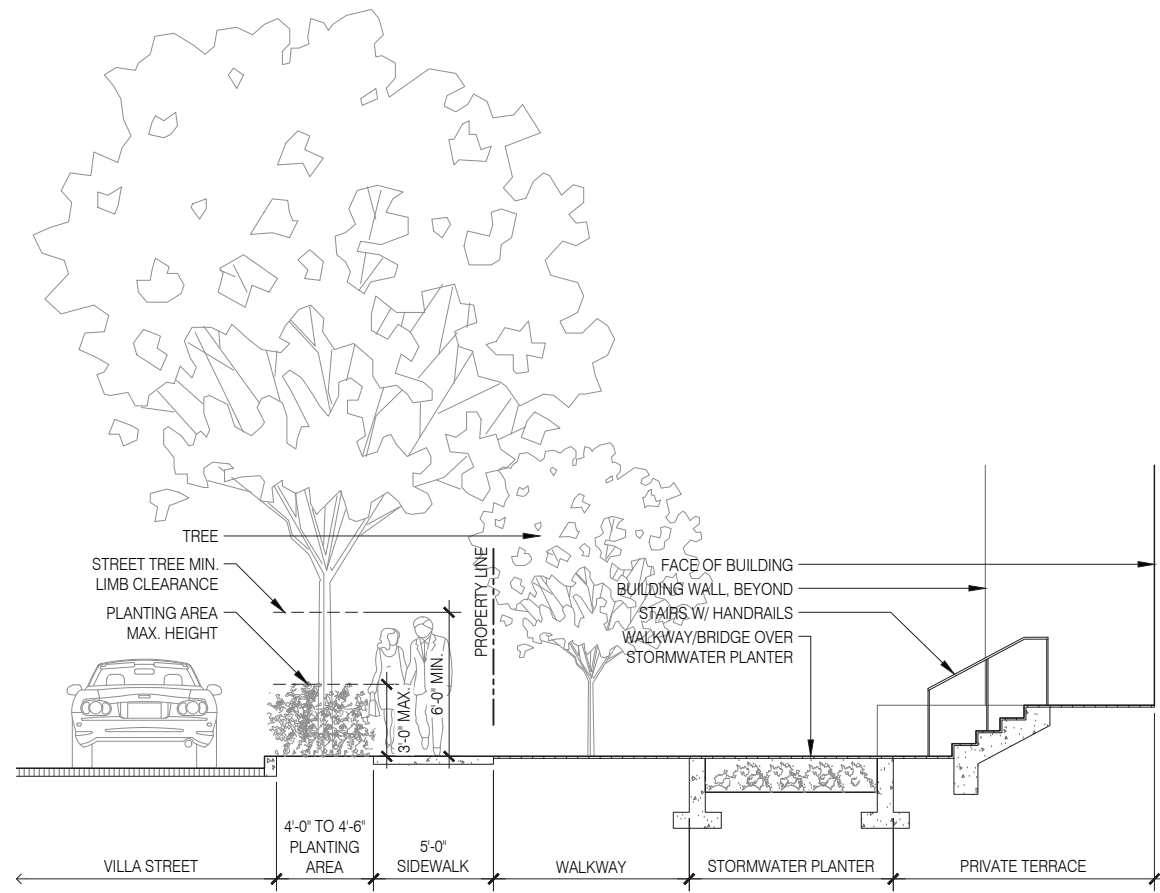 TREE
STREET TREE MIN.
LIMB CLEARANCE
PLANTING AREA
MAX. HEIGHT
3'-0" MAX.
6'-0" MIN.
PROPERTY LINE
FACE OF BUILDING
BUILDING WALL, BEYOND
STAIRS W/ HANDRAILS
WALKWAY/BRIDGE OVER
STORMWATER PLANTER
VILLA STREET
4'-0" TO 4'-6"
PLANTING
AREA
5'-0"
SIDEWALK
WALKWAY
STORMWATER PLANTER
PRIVATE TERRACE